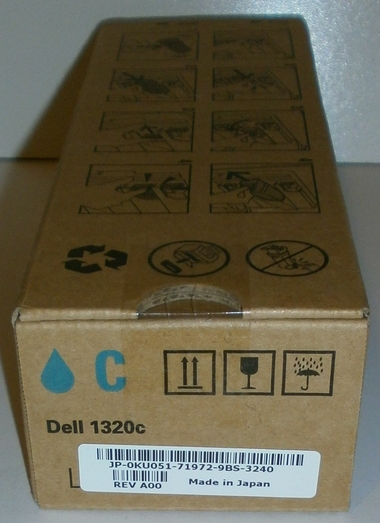 C
Dell 1320c
JP-0KU051-71972-9BS-3240
REV A00 Made in Japan